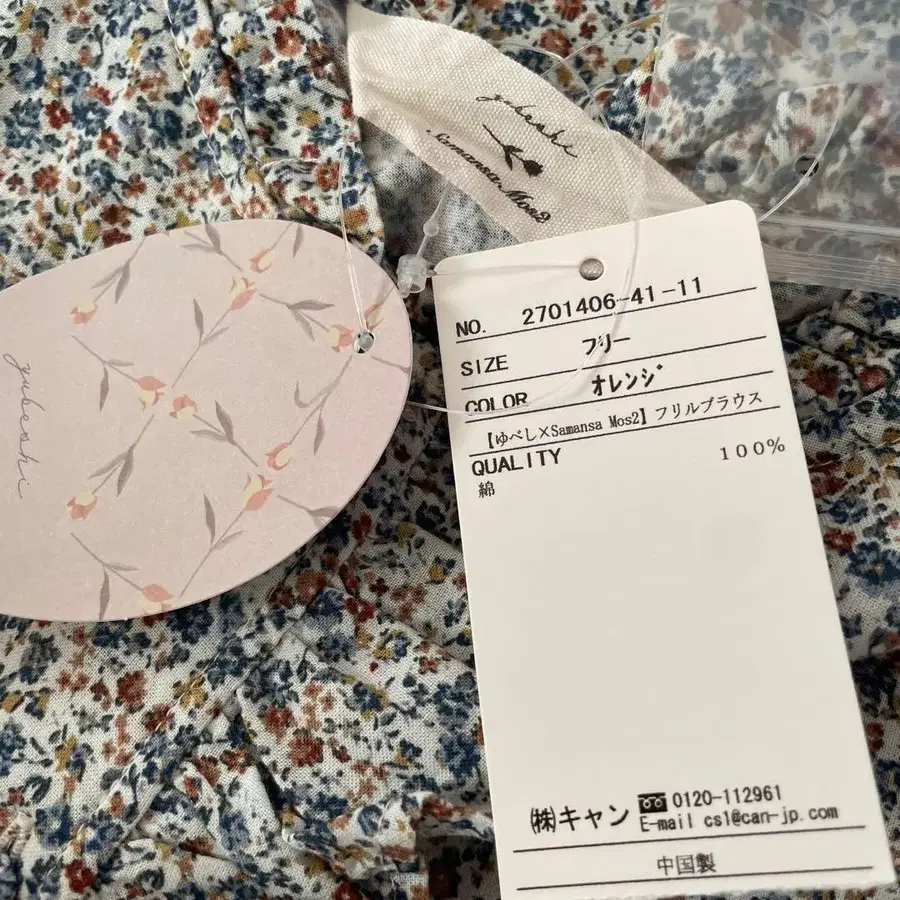 yubeshi
Samansa Mos2
yubeshi
NO. 2701406-41-11
SIZE フリー
COLOR オレンジ
【ゆべし×Samansa Mos2】フリルブラウス
QUALITY
綿 100%
㈱キャン 0120-112961
E-mail cs1@can-jp.com
中国製